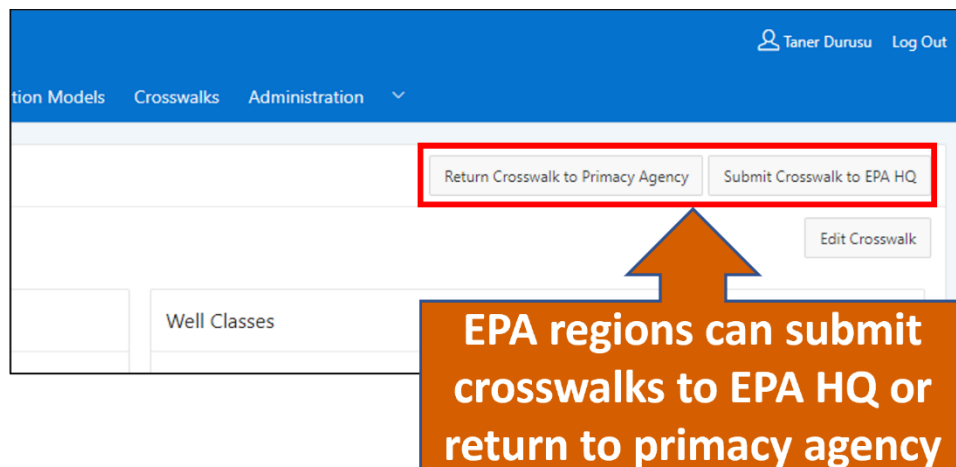 Taner Durusu Log Out
tion Models Crosswalks Administration
Return Crosswalk to Primacy Agency Submit Crosswalk to EPA HQ
Edit Crosswalk
Well Classes
EPA regions can submit
crosswalks to EPA HQ or
return to primacy agency